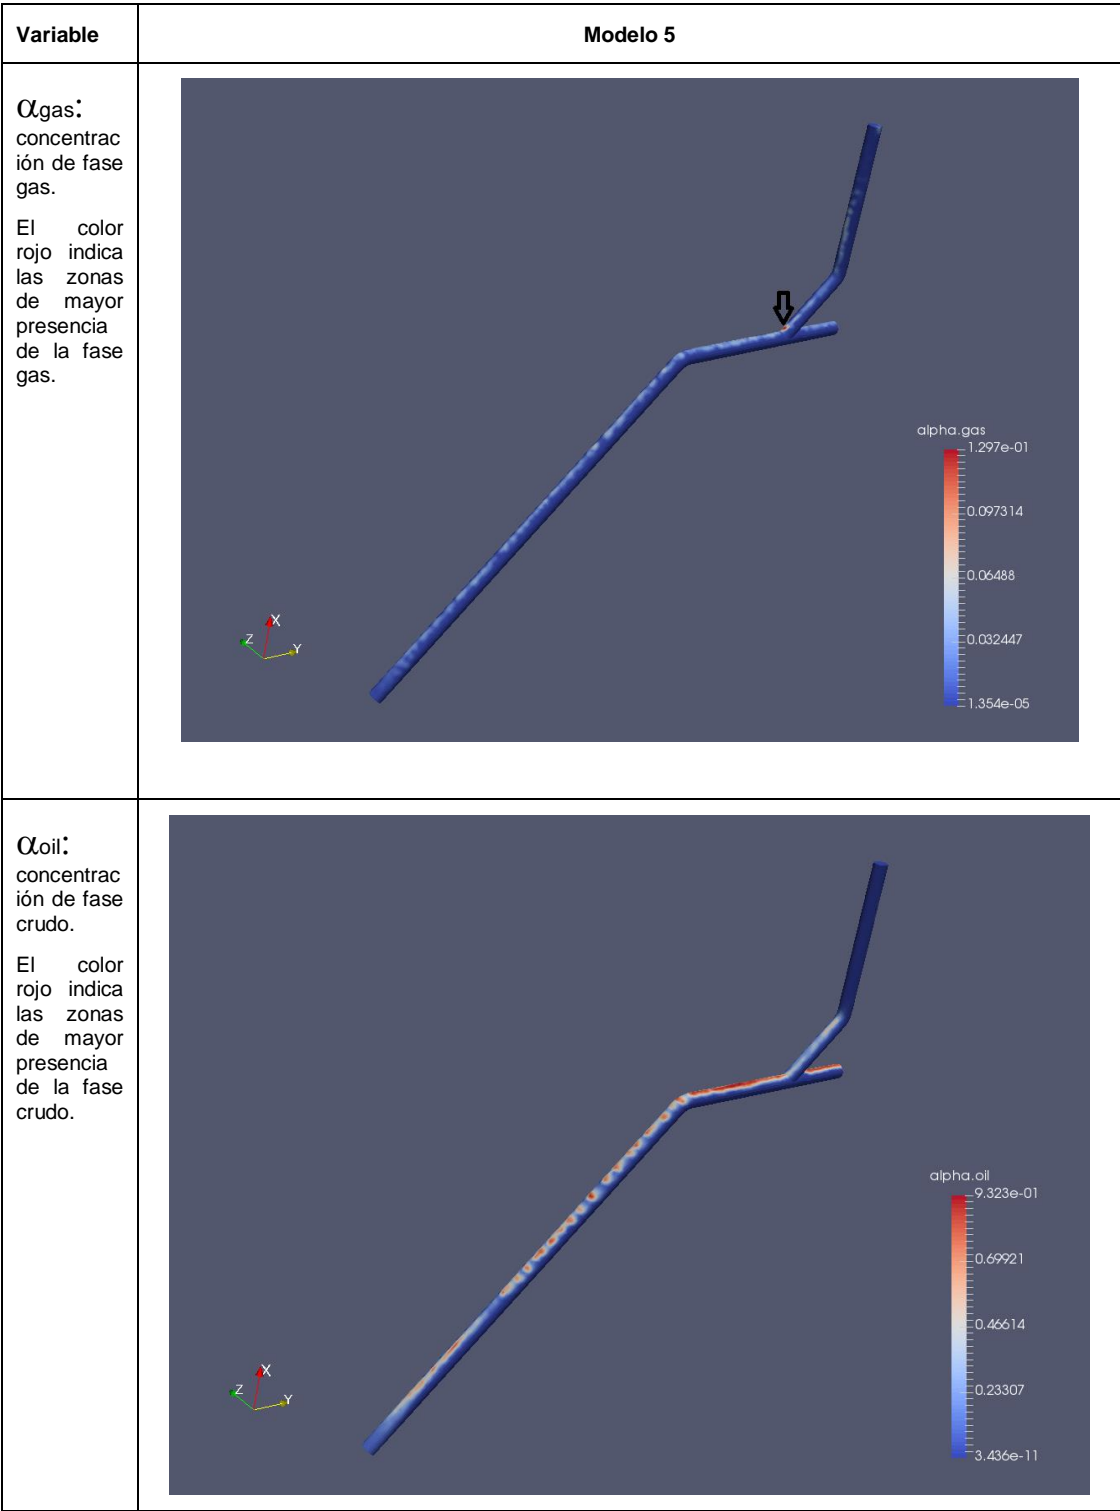 Variable
Modelo 5
αgas:
concentrac
ión de fase
gas.
El color
rojo indica
las zonas
de mayor
presencia
de la fase
gas.
alpha.gas
1.297e-01
0.097314
0.06488
0.032447
1.354e-05
X
Z
Y
αoil:
concentrac
ión de fase
crudo.
El color
rojo indica
las zonas
de mayor
presencia
de la fase
crudo.
alpha.oil
9.323e-01
0.69921
0.46614
0.23307
3.436e-11
X
Z
Y